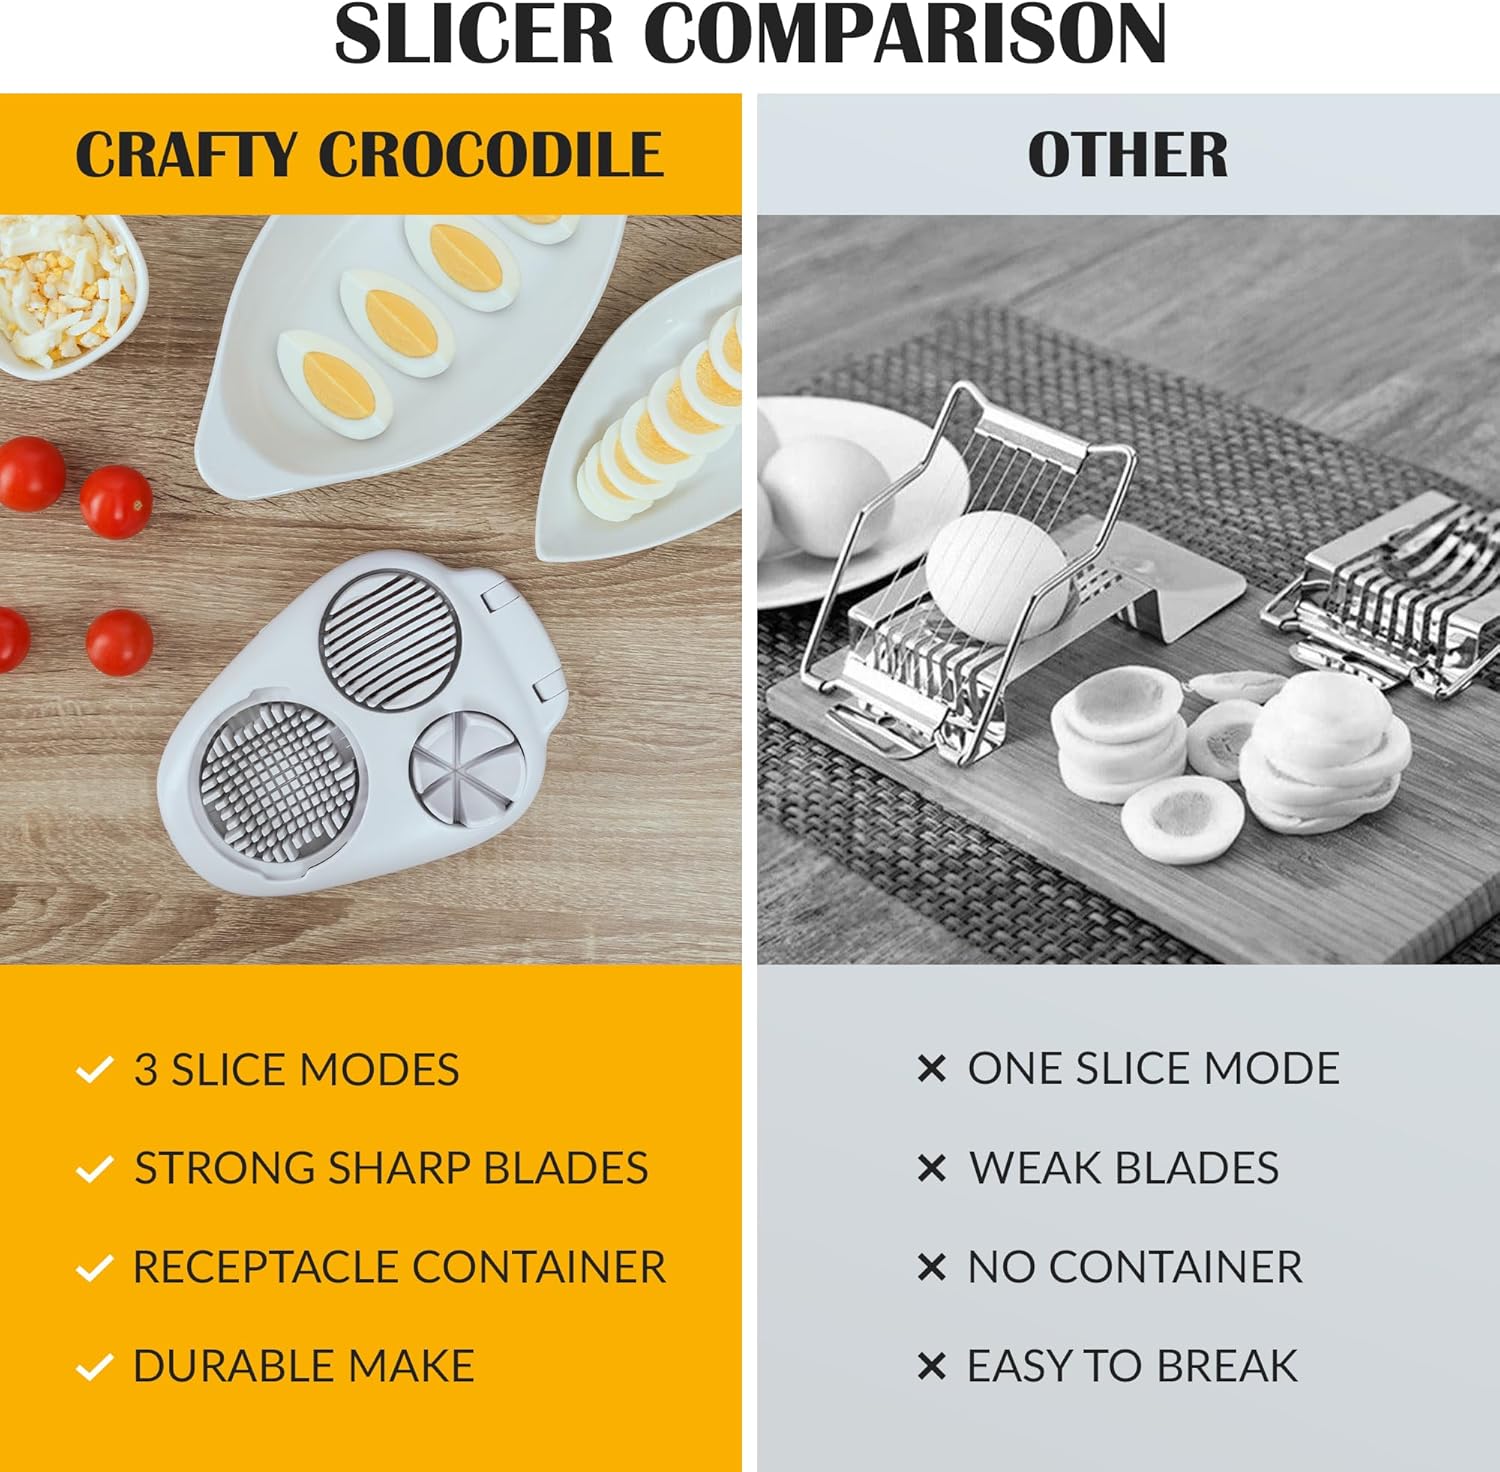 SLICER COMPARISON
CRAFTY CROCODILE
OTHER
3 SLICE MODES
STRONG SHARP BLADES
RECEPTACLE CONTAINER
DURABLE MAKE
ONE SLICE MODE
WEAK BLADES
NO CONTAINER
EASY TO BREAK